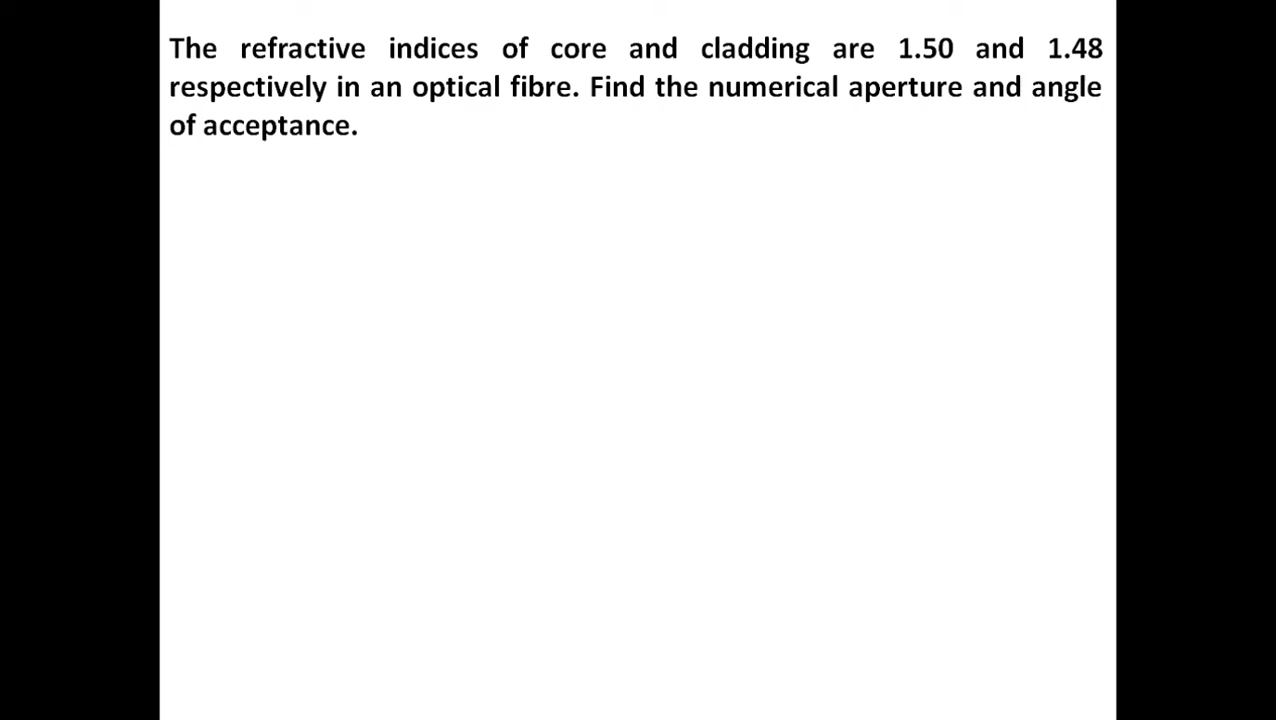 The refractive indices of core and cladding are 1.50 and 1.48
respectively in an optical fibre. Find the numerical aperture and angle
of acceptance.